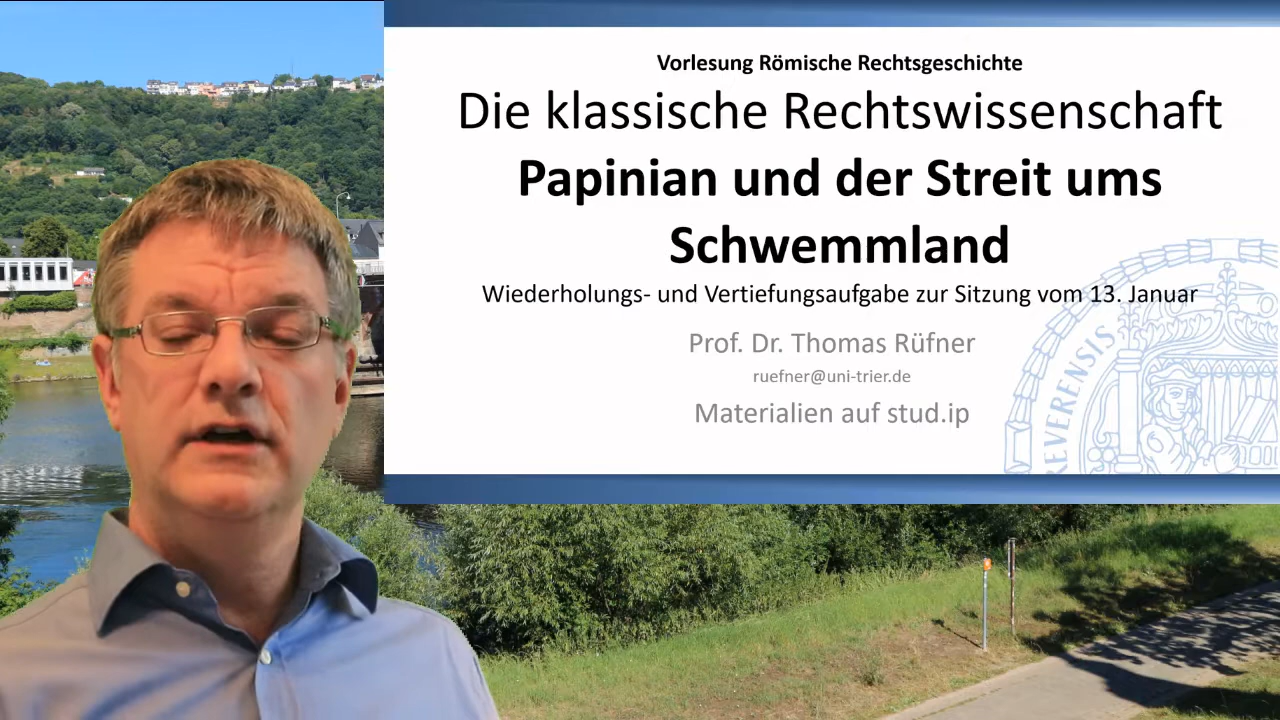 Vorlesung Römische Rechtsgeschichte
Die klassische Rechtswissenschaft
Papinian und der Streit ums
Schwemmland
Wiederholungs- und Vertiefungsaufgabe zur Sitzung vom 13. Januar
Prof. Dr. Thomas Rüfner
ruefner@uni-trier.de
Materialien auf stud.ip
REVERENSIS